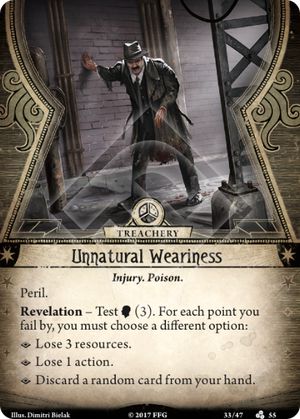 TREACHERY
Unnatural Weariness
Injury. Poison.
Peril.
Revelation – Test (3). For each point you
fail by, you must choose a different option:
Lose 3 resources.
Lose 1 action.
Discard a random card from your hand.
Illus. Dimitri Bielak © 2017 FFG 33/47 55